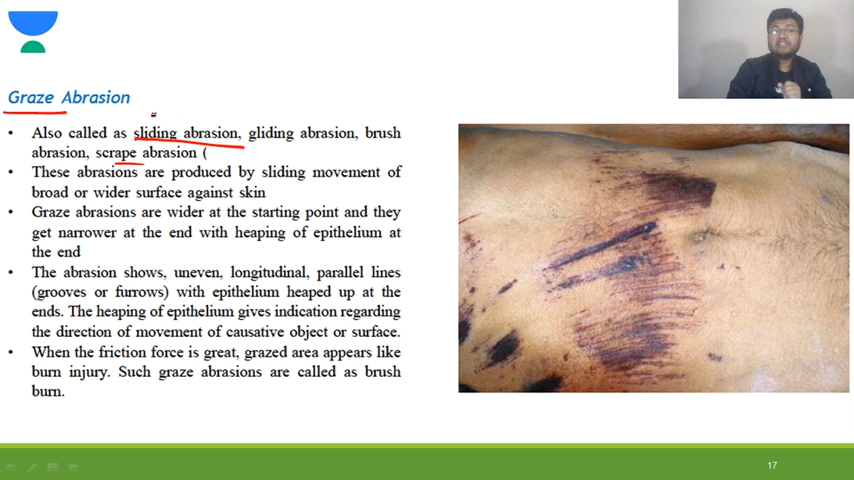 Graze Abrasion
• Also called as sliding abrasion, gliding abrasion, brush
abrasion, scrape abrasion (
• These abrasions are produced by sliding movement of
broad or wider surface against skin
• Graze abrasions are wider at the starting point and they
get narrower at the end with heaping of epithelium at
the end
• The abrasion shows, uneven, longitudinal, parallel lines
(grooves or furrows) with epithelium heaped up at the
ends. The heaping of epithelium gives indication regarding
the direction of movement of causative object or surface.
• When the friction force is great, grazed area appears like
burn injury. Such graze abrasions are called as brush
burn.
17